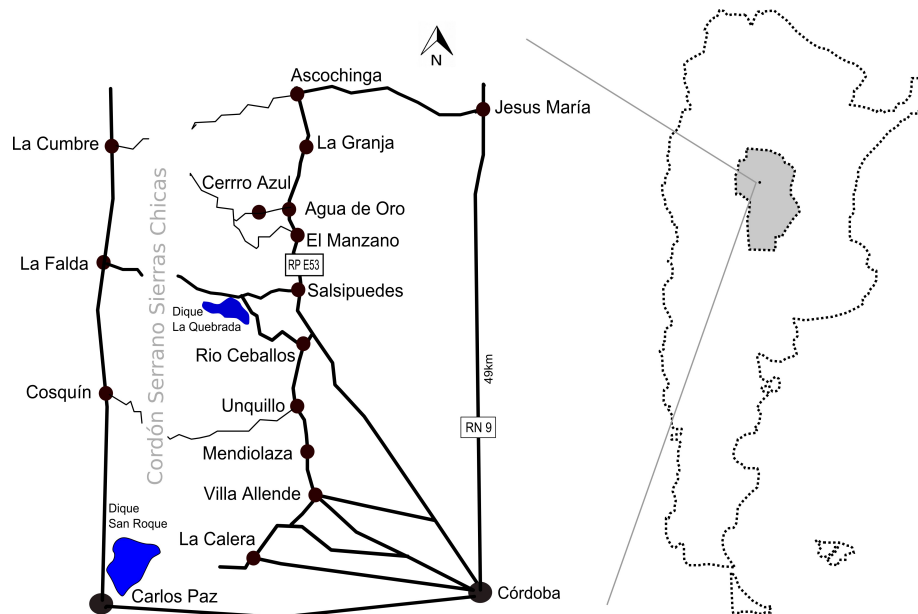 N
Ascochinga
Jesus María
La Cumbre
La Granja
Cerrro Azul
Agua de Oro
El Manzano
La Falda
RP E53
Salsipuedes
Dique
La Quebrada
Rio Ceballos
Cordón Serrano Sierras Chicas
49km
Cosquín
Unquillo
RN 9
Mendiolaza
Villa Allende
Dique
San Roque
La Calera
Carlos Paz
Córdoba